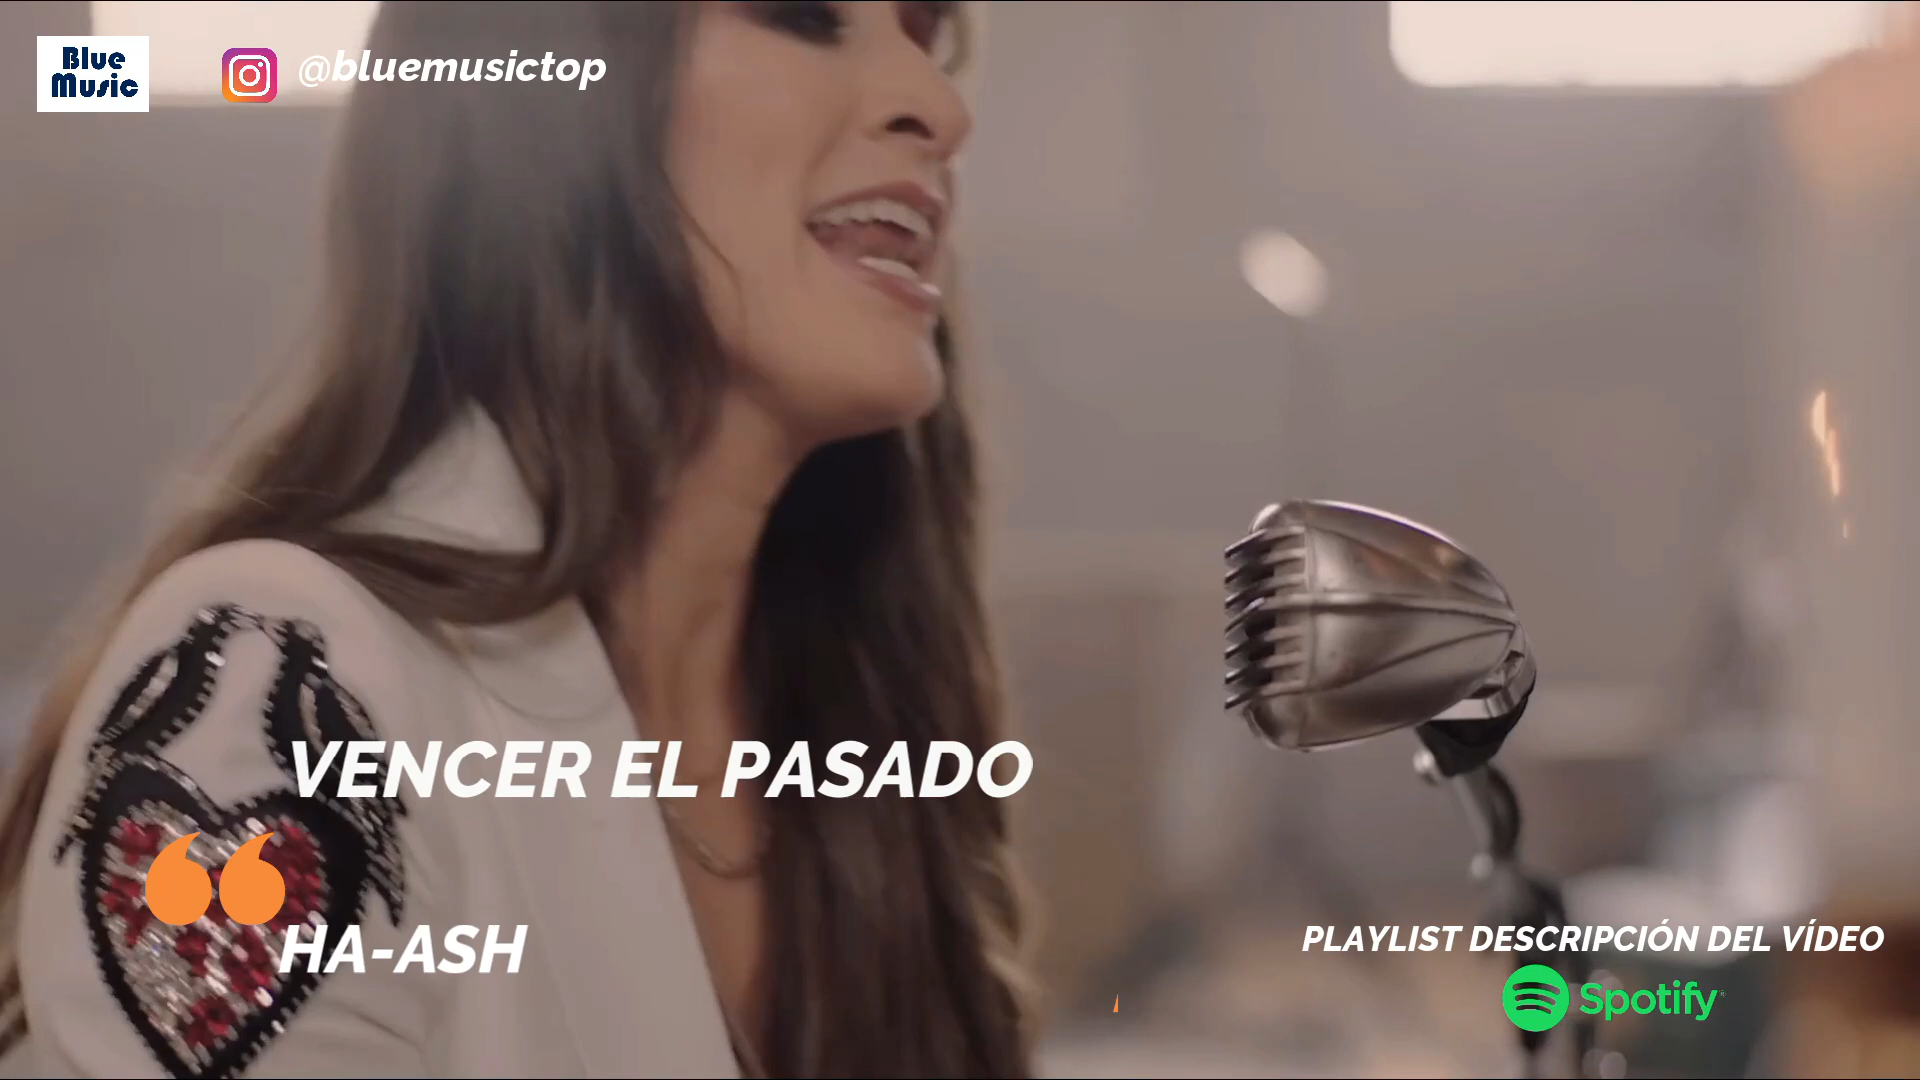 Blue
Music
@bluemusictop
VENCER EL PASADO
HA-ASH
PLAYLIST DESCRIPCIÓN DEL VÍDEO
Spotify